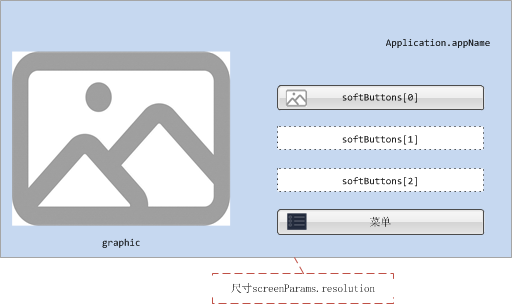 Application.appName
softButtons[0]
softButtons[1]
softButtons[2]
菜单
graphic
尺寸screenParams.resolution